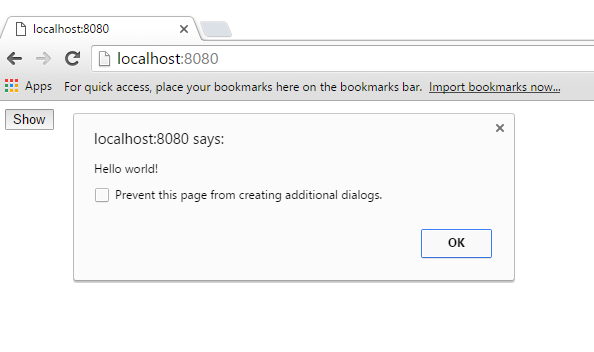 localhost:8080
localhost:8080
Apps For quick access, place your bookmarks here on the bookmarks bar. Import bookmarks now...
Show
localhost:8080 says:
Hello world!
Prevent this page from creating additional dialogs.
OK